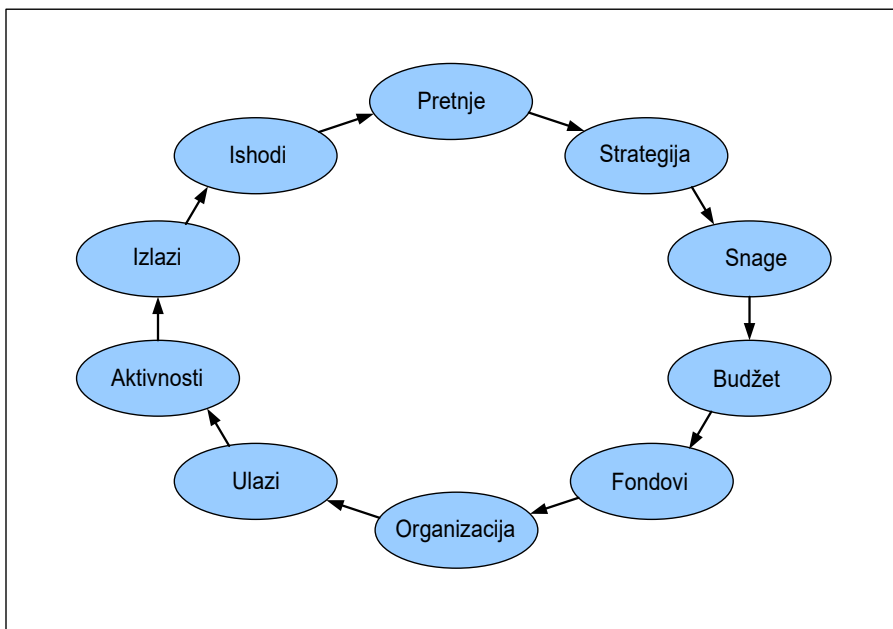 Pretnje
Strategija
Snage
Budžet
Fondovi
Organizacija
Ulazi
Aktivnosti
Izlazi
Ishodi